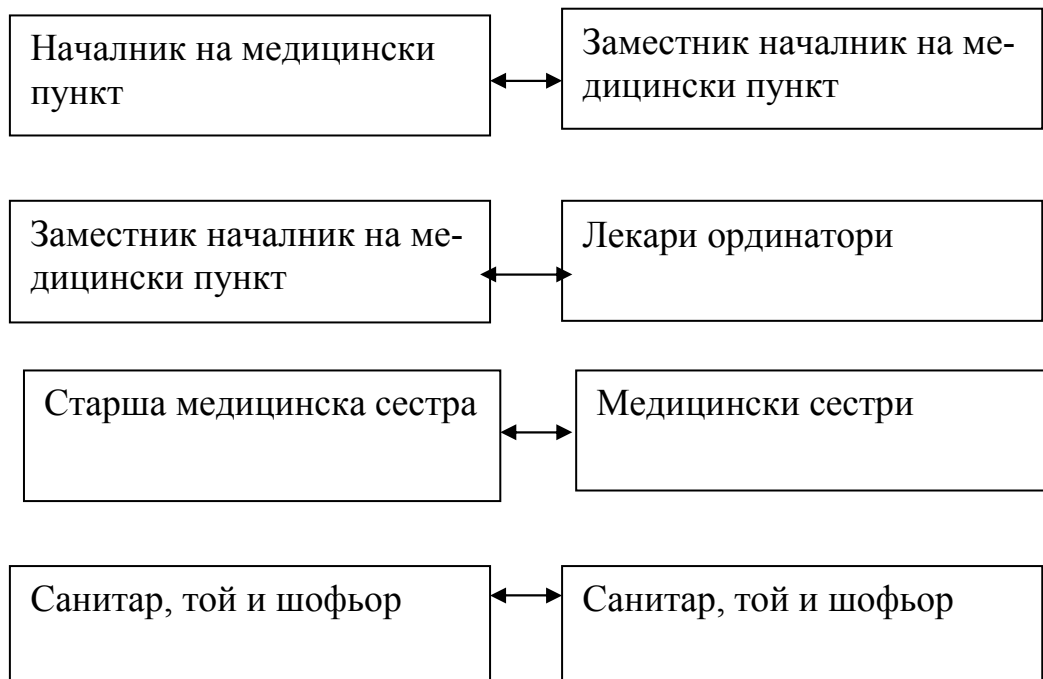 Началник на медицински
пункт
Заместник началник на ме-
дицински пункт
Заместник началник на ме-
дицински пункт
Лекари ординатори
Старша медицинска сестра
Медицински сестри
Санитар, той и шофьор
Санитар, той и шофьор